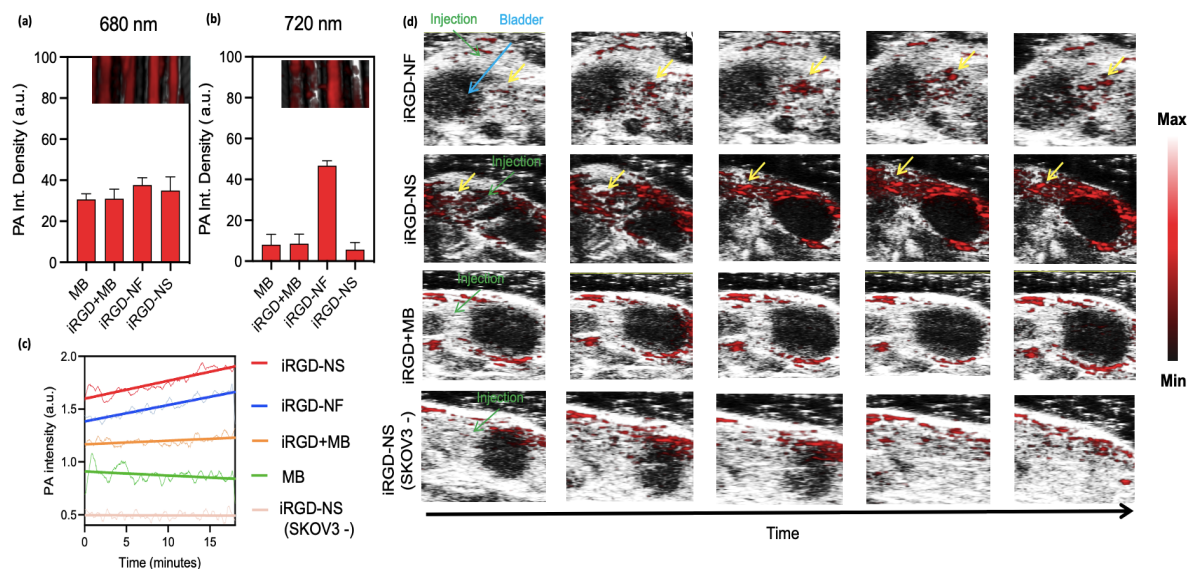 (a)
680 nm
PA Int. Density ( a.u.)
100
80
60
40
20
0
MB
iRGD+MB
iRGD-NF
iRGD-NS
(b)
720 nm
PA Int. Density ( a.u.)
100
80
60
40
20
0
MB
iRGD+MB
iRGD-NF
iRGD-NS
(c)
PA intensity (a.u.)
2.0
1.5
1.0
0.5
0
5
10
15
Time (minutes)
iRGD-NS
iRGD-NF
iRGD+MB
MB
iRGD-NS
(SKOV3 -)
(d)
Injection
Bladder
iRGD-NF
Injection
iRGD-NS
Injection
iRGD+MB
Injection
iRGD-NS
(SKOV3 -)
Time
Max
Min